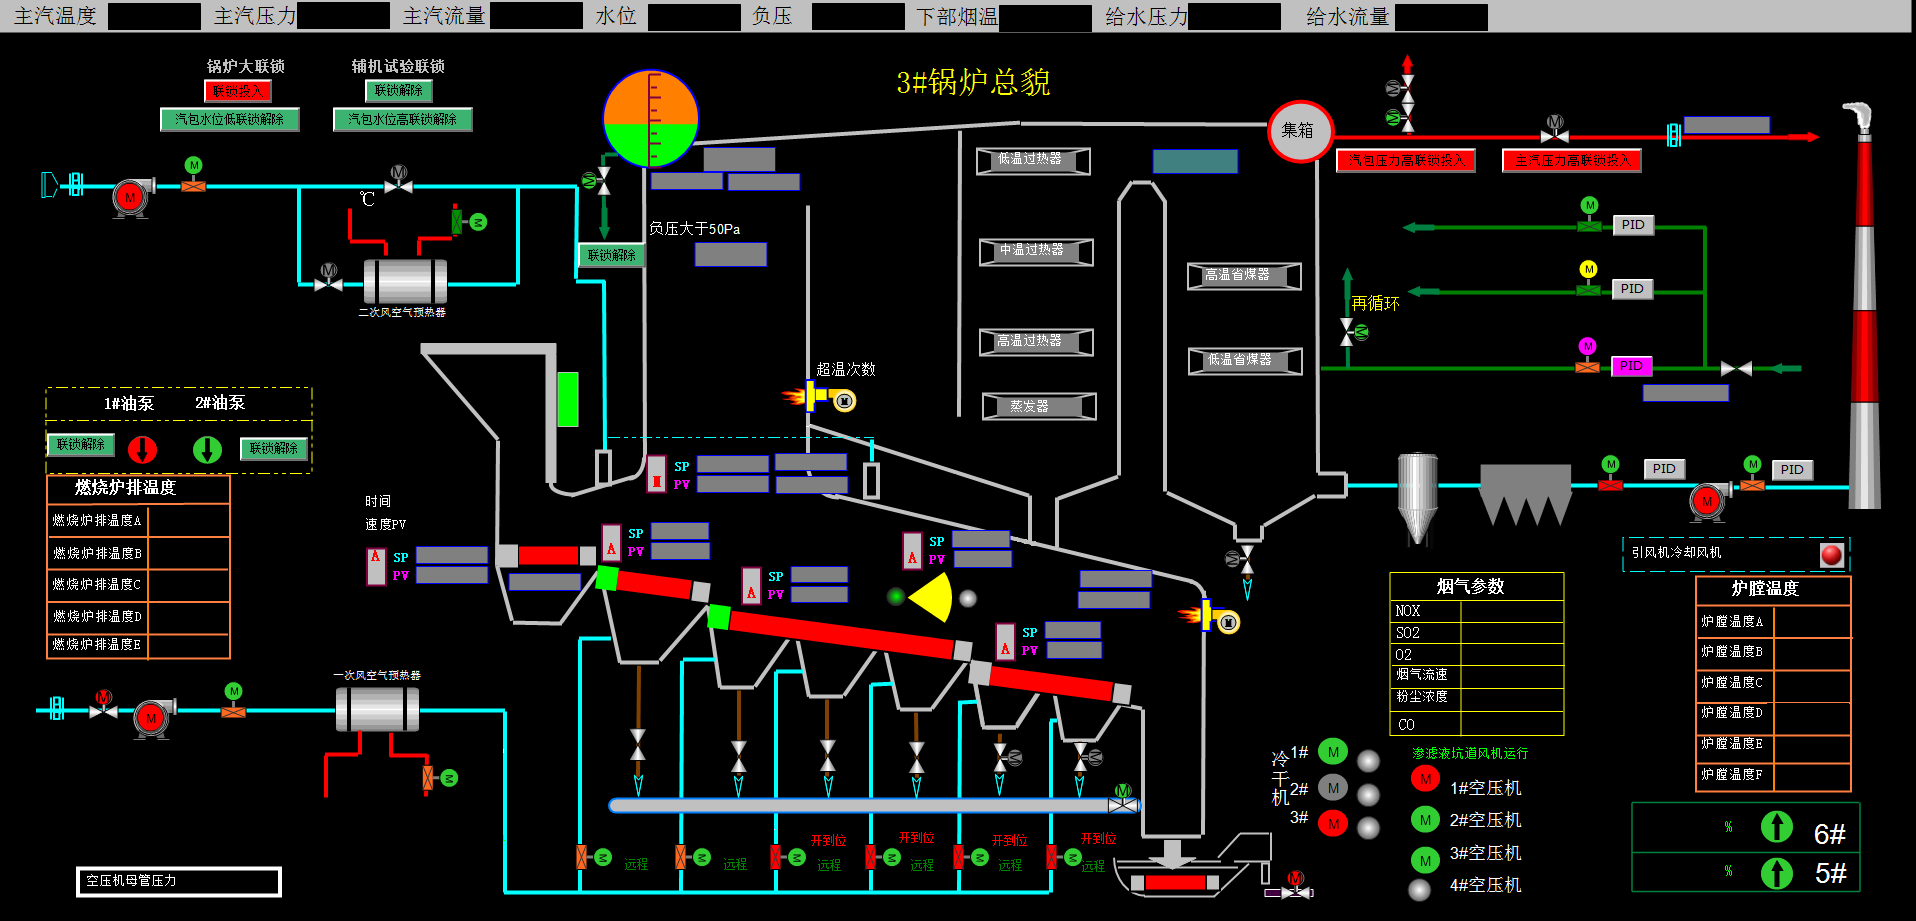 主汽温度 主汽压力 主汽流量 水位 负压 下部烟温 给水压力 给水流量
锅炉大联锁 辅机试验联锁
联锁投入 联锁解除
汽包水位低联锁解除 汽包水位高联锁解除
3#锅炉总貌
集箱
汽包压力高联锁投入 主汽压力高联锁投入
低温过热器
中温过热器
高温过热器
蒸发器
高温省煤器
低温省煤器
℃
二次风空气预热器
负压大于50Pa
联锁解除
再循环
PID
PID
PID
超温次数
1#油泵 2#油泵
联锁解除 联锁解除
燃烧炉排温度
燃烧炉排温度A
燃烧炉排温度B
燃烧炉排温度C
燃烧炉排温度D
燃烧炉排温度E
时间
速度PV
A SP
PV
A SP
PV
M SP
PV
A SP
PV
A SP
PV
A SP
PV
PID PID
引风机冷却风机
烟气参数
NOX
SO2
O2
烟气流速
粉尘浓度
CO
炉膛温度
炉膛温度A
炉膛温度B
炉膛温度C
炉膛温度D
炉膛温度E
炉膛温度F
一次风空气预热器
冷干机
1# M
2# M
3# M
渗滤液坑道风机运行
M 1#空压机
M 2#空压机
M 3#空压机
4#空压机
% 6#
% 5#
开到位 开到位 开到位 开到位
远程 远程 远程 远程 远程 远程
空压机母管压力